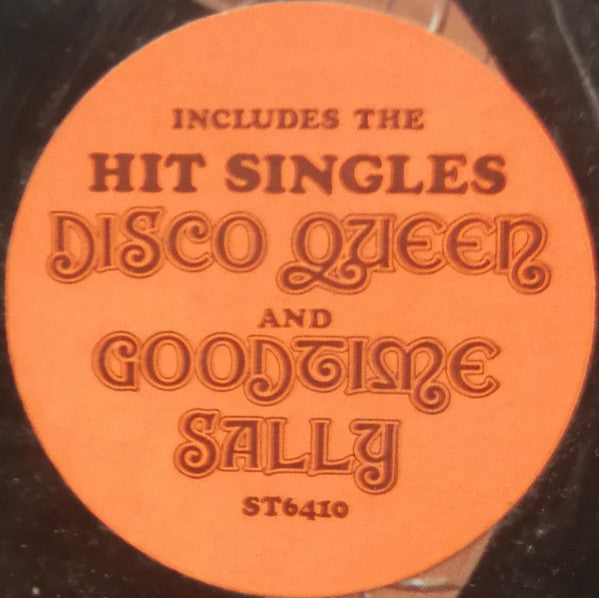 INCLUDES THE
HIT SINGLES
DISCO QUEEN
AND
GOODTIME
SALLY
ST6410